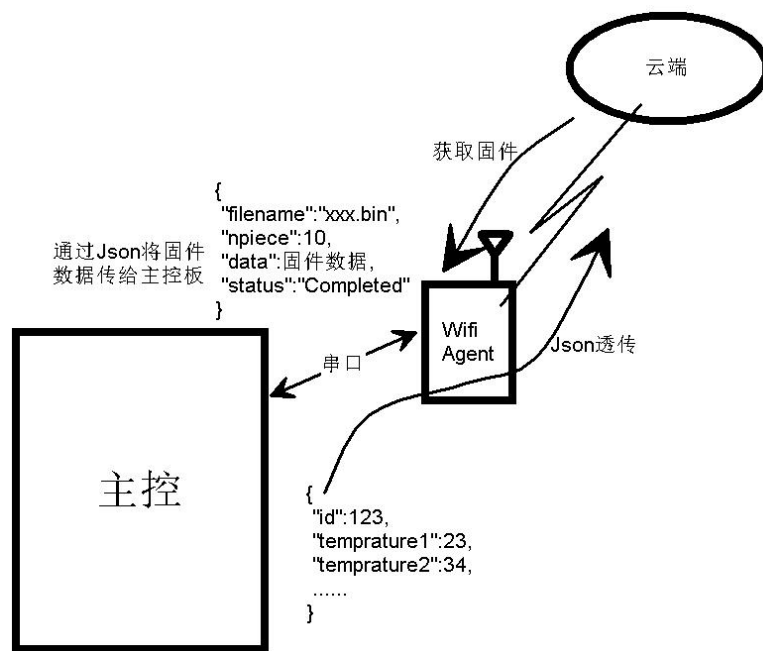 云端
获取固件
{
"filename":"xxx.bin",
"npiece":10,
"data":固件数据,
"status":"Completed"
}
通过Json将固件
数据传给主控板
Wifi
Agent
Json透传
串口
主控
{
"id":123,
"temprature1":23,
"temprature2":34,
......
}